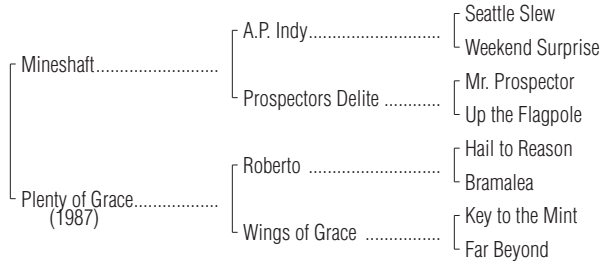 Seattle Slew
A.P. Indy...........................
Weekend Surprise
Mineshaft.........................
Mr. Prospector
Prospectors Delite ............
Up the Flagpole
Hail to Reason
Roberto ...........................
Bramalea
Plenty of Grace..................
(1987)
Key to the Mint
Wings of Grace ................
Far Beyond